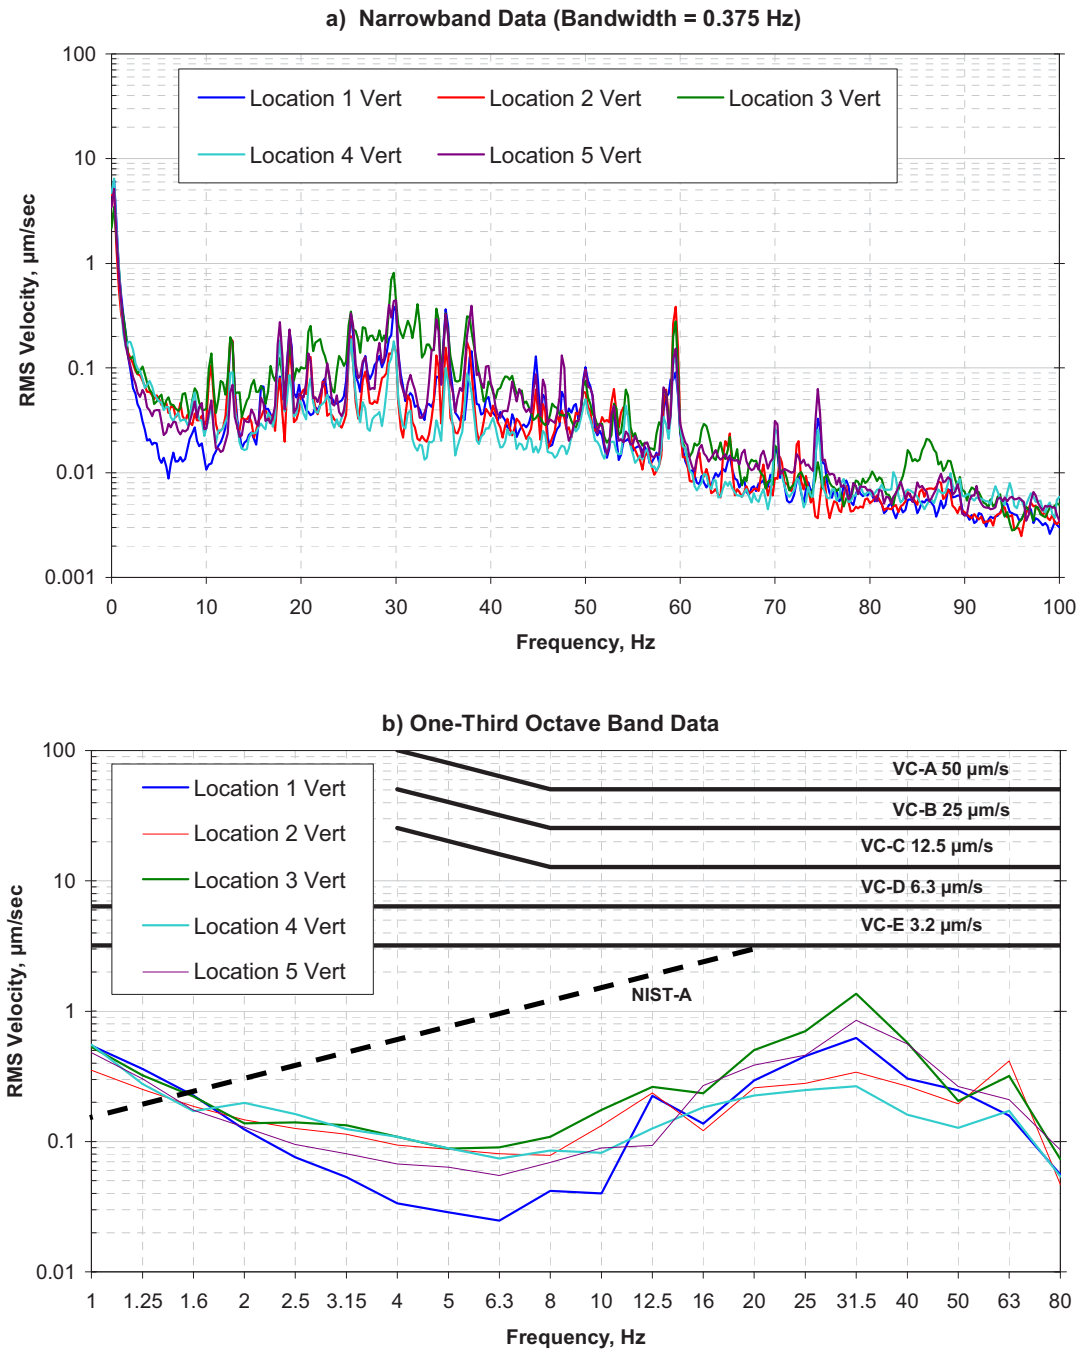 a) Narrowband Data (Bandwidth = 0.375 Hz)
100
10
1
0.1
0.01
0.001
RMS Velocity, µm/sec
Location 1 Vert Location 2 Vert Location 3 Vert
Location 4 Vert Location 5 Vert
0 10 20 30 40 50 60 70 80 90 100
Frequency, Hz
b) One-Third Octave Band Data
100
10
1
0.1
0.01
RMS Velocity, µm/sec
Location 1 Vert
Location 2 Vert
Location 3 Vert
Location 4 Vert
Location 5 Vert
VC-A 50 µm/s
VC-B 25 µm/s
VC-C 12.5 µm/s
VC-D 6.3 µm/s
VC-E 3.2 µm/s
NIST-A
1 1.25 1.6 2 2.5 3.15 4 5 6.3 8 10 12.5 16 20 25 31.5 40 50 63 80
Frequency, Hz